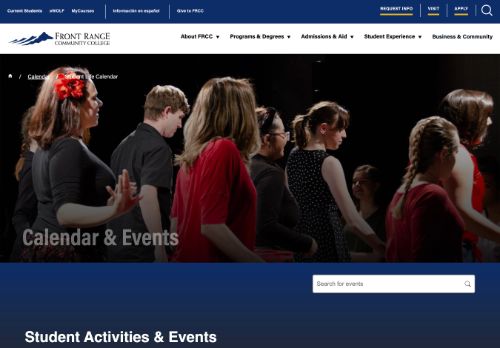 Current Students eWOLF MyCourses Información en español Give to FRCC REQUEST INFO VISIT APPLY
FRONT RANGE
COMMUNITY COLLEGE
About FRCC Programs & Degrees Admissions & Aid Student Experience Business & Community
/ Calendar / Student Life Calendar
Calendar & Events
Search for events
Student Activities & Events